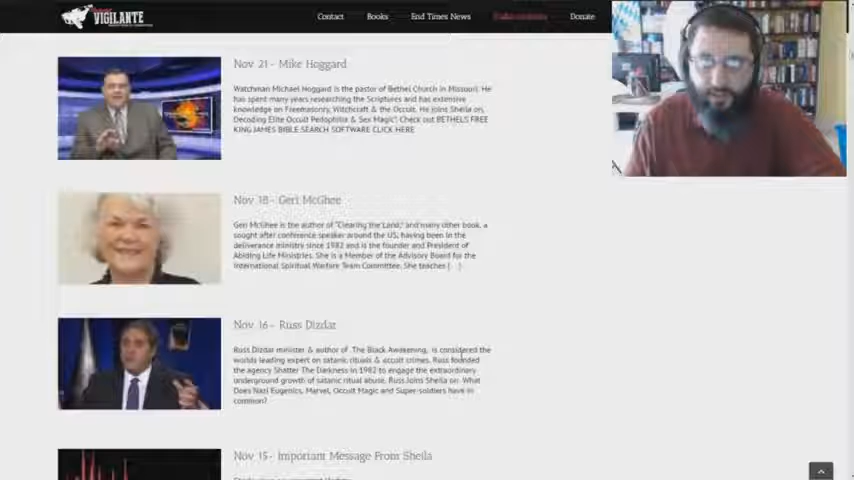 VIGILANTE
Contact Books End Times News Donate
Nov 21- Mike Hoggard
Watchman Michael Hoggard is the pastor of Bethel Church in Missouri. He
has spent many years researching the Scriptures and has extensive
knowledge on Freemasonry, Witchcraft & the Occult. He Joins Sheila on,
Decoding Elite Occult Pedophilia & Sex Magic! Check out BETHELS FREE
KING JAMES BIBLE SEARCH SOFTWARE CLICK HERE
Nov 18- Geri McGhee
Geri McGhee is the author of "Clearing the Land," and many other book, a
sought after conference speaker around the US, having been in the
deliverance ministry since 1982 and is the founder and President of
Abiding Life Ministries. She is a Member of the Advisory Board for the
International Spiritual Warfare Team Committee. She teaches [...]
Nov 16- Russ Dizdar
Russ Dizdar minister & author of The Black Awakening, is considered the
worlds leading expert on satanic rituals & occult crimes. Russ founded
the agency Shatter The Darkness in 1982 to engage the extraordinary
underground growth of satanic ritual abuse. Russ Joins Sheila on: What
Does Nazi Eugenics, Marvel, Occult Magic and Super-soldiers have in
common?
Nov 15- Important Message From Sheila